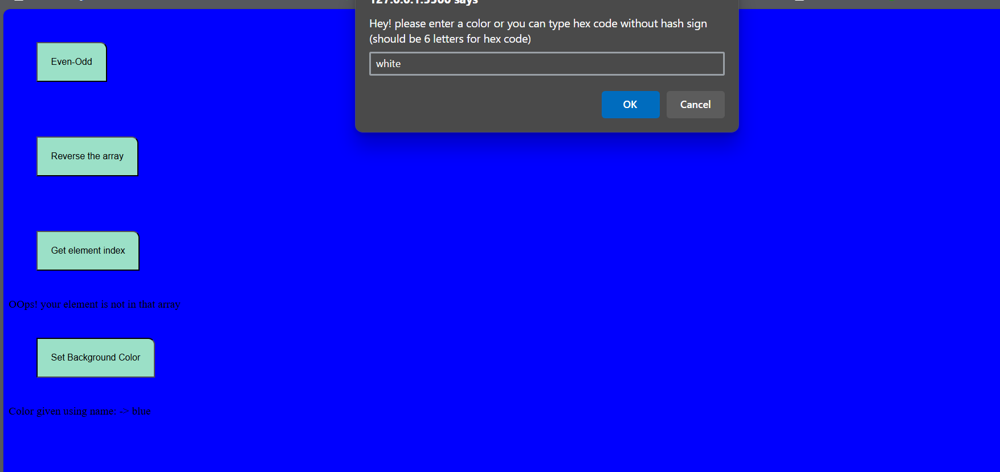 127.0.0.1:5500 says
Hey! please enter a color or you can type hex code without hash sign
(should be 6 letters for hex code)
white
OK
Cancel
Even-Odd
Reverse the array
Get element index
OOps! your element is not in that array
Set Background Color
Color given using name: -> blue